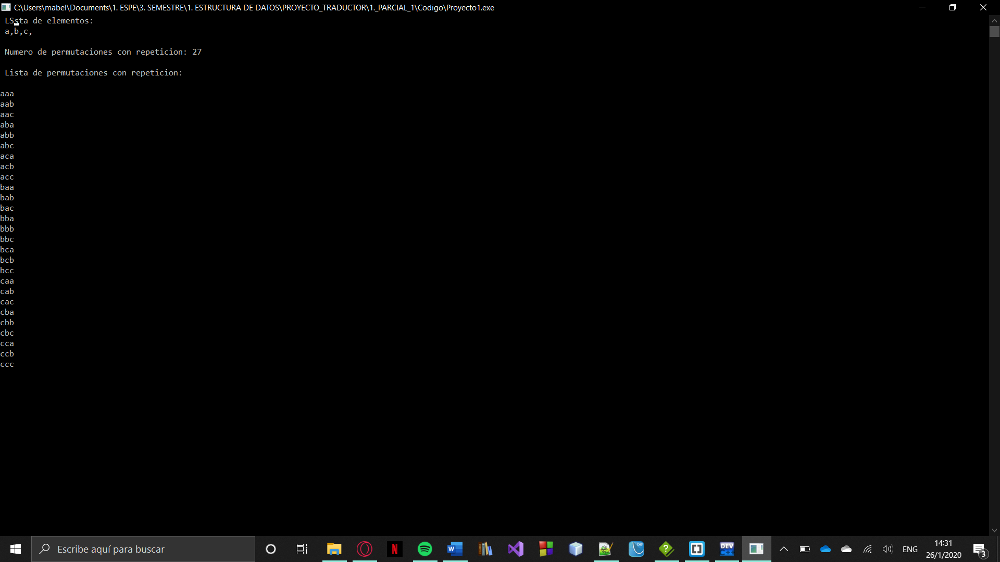 C:\Users\mabel\Documents\1. ESPE\3. SEMESTRE\1. ESTRUCTURA DE DATOS\PROYECTO_TRADUCTOR\1._PARCIAL_1\Codigo\Proyecto1.exe
LSsta de elementos:
a,b,c,
Numero de permutaciones con repeticion: 27
Lista de permutaciones con repeticion:
aaa
aab
aac
aba
abb
abc
aca
acb
acc
baa
bab
bac
bba
bbb
bbc
bca
bcb
bcc
caa
cab
cac
cba
cbb
cbc
cca
ccb
ccc
Escribe aquí para buscar
N
W
CAS
?
DEV
C++
ENG
14:31
26/1/2020
3